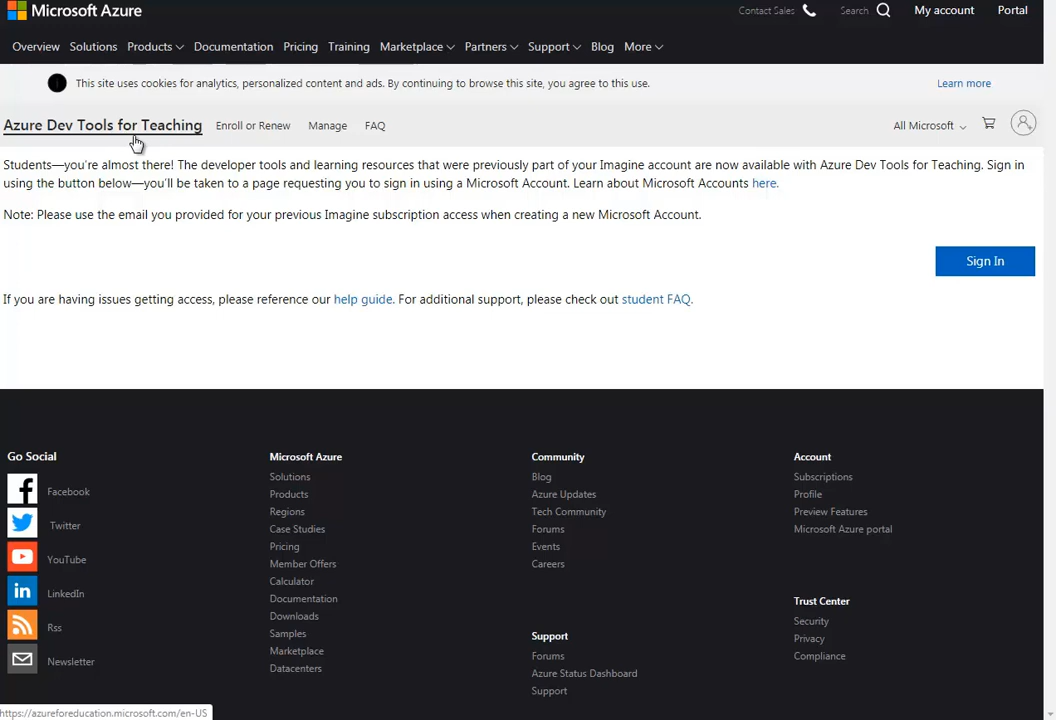 Microsoft Azure
Contact Sales Search My account Portal
Overview Solutions Products Documentation Pricing Training Marketplace Partners Support Blog More
This site uses cookies for analytics, personalized content and ads. By continuing to browse this site, you agree to this use. Learn more
Azure Dev Tools for Teaching Enroll or Renew Manage FAQ All Microsoft
Students—you're almost there! The developer tools and learning resources that were previously part of your Imagine account are now available with Azure Dev Tools for Teaching. Sign in
using the button below—you'll be taken to a page requesting you to sign in using a Microsoft Account. Learn about Microsoft Accounts here.
Note: Please use the email you provided for your previous Imagine subscription access when creating a new Microsoft Account.
Sign In
If you are having issues getting access, please reference our help guide. For additional support, please check out student FAQ.
Go Social
Facebook
Twitter
YouTube
LinkedIn
Rss
Newsletter
Microsoft Azure
Solutions
Products
Regions
Case Studies
Pricing
Member Offers
Calculator
Documentation
Downloads
Samples
Marketplace
Datacenters
Community
Blog
Azure Updates
Tech Community
Forums
Events
Careers
Support
Forums
Azure Status Dashboard
Support
Account
Subscriptions
Profile
Preview Features
Microsoft Azure portal
Trust Center
Security
Privacy
Compliance
https://azureforeducation.microsoft.com/en-US